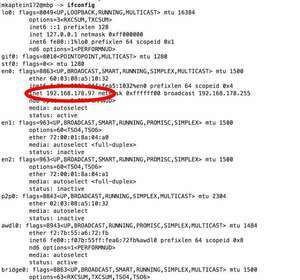 mkaptein172@mbp ~> ifconfig
lo0: flags=8049<UP,LOOPBACK,RUNNING,MULTICAST> mtu 16384
options=3<RXCSUM,TXCSUM>
inet6 ::1 prefixlen 128
inet 127.0.0.1 netmask 0xff000000
inet6 fe80::1%lo0 prefixlen 64 scopeid 0x1
nd6 options=1<PERFORMNUD>
gif0: flags=8010<POINTOPOINT,MULTICAST> mtu 1280
stf0: flags=0<> mtu 1280
en0: flags=8863<UP,BROADCAST,SMART,RUNNING,SIMPLEX,MULTICAST> mtu 1500
ether 60:03:08:a5:10:32
prefixlen 64 scopeid 0x4
inet 192.168.178.97 netmask 0xffffff00 broadcast 192.168.178.255
nd6 options=1<PERFORMNUD>
media: autoselect
status: active
en1: flags=963<UP,BROADCAST,SMART,RUNNING,PROMISC,SIMPLEX> mtu 1500
options=60<TSO4,TSO6>
ether 72:00:01:8a:04:a0
media: autoselect <full-duplex>
status: inactive
en2: flags=963<UP,BROADCAST,SMART,RUNNING,PROMISC,SIMPLEX> mtu 1500
options=60<TSO4,TSO6>
ether 72:00:01:8a:04:a1
media: autoselect <full-duplex>
status: inactive
p2p0: flags=8843<UP,BROADCAST,RUNNING,SIMPLEX,MULTICAST> mtu 2304
ether 02:03:08:a5:10:32
media: autoselect
status: inactive
awdl0: flags=8943<UP,BROADCAST,RUNNING,PROMISC,SIMPLEX,MULTICAST> mtu 1484
ether f2:7b:55:a6:72:fb
inet6 fe80::f07b:55ff:fea6:72fb%awdl0 prefixlen 64 scopeid 0x8
nd6 options=1<PERFORMNUD>
media: autoselect
status: active
bridge0: flags=8863<UP,BROADCAST,SMART,RUNNING,SIMPLEX,MULTICAST> mtu 1500
options=63<RXCSUM,TXCSUM,TSO4,TSO6>